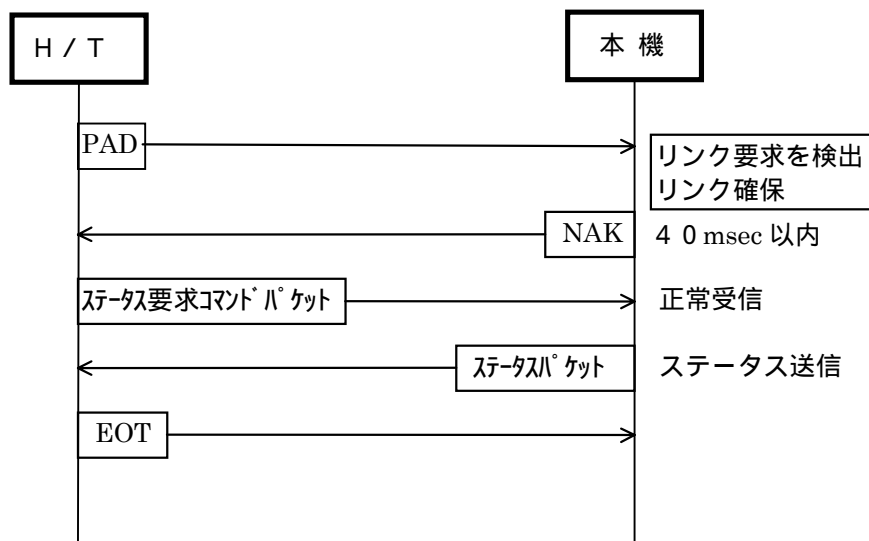 Ｈ／Ｔ
本 機
PAD
リンク要求を検出
リンク確保
NAK
４０msec 以内
ｽﾃｰﾀｽ要求ｺﾏﾝﾄﾞﾊﾟｹｯﾄ
正常受信
ｽﾃｰﾀｽﾊﾟｹｯﾄ
ステータス送信
EOT